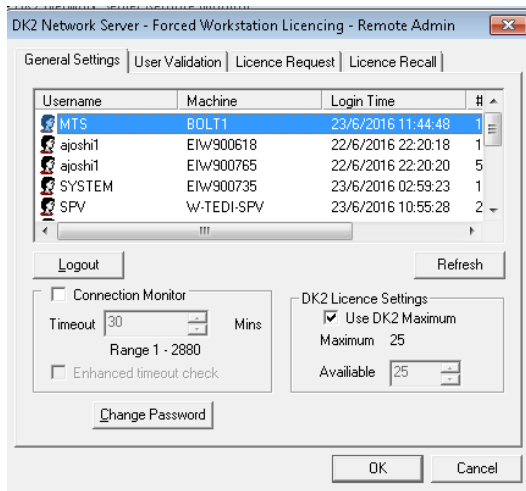 DK2 Network Server - Forced Workstation Licencing - Remote Admin
General Settings User Validation Licence Request Licence Recall
Username Machine Login Time #
MTS BOLT1 23/6/2016 11:44:48 1
ajoshi1 EIW900618 22/6/2016 22:20:18 1
ajoshi1 EIW900765 22/6/2016 22:20:20 5
SYSTEM EIW900735 23/6/2016 02:59:23 1
SPV W-TEDI-SPV 23/6/2016 10:55:28 2
Logout Refresh
Connection Monitor
Timeout 30 Mins
Range 1 - 2880
Enhanced timeout check
DK2 Licence Settings
Use DK2 Maximum
Maximum 25
Availiable 25
Change Password
OK Cancel